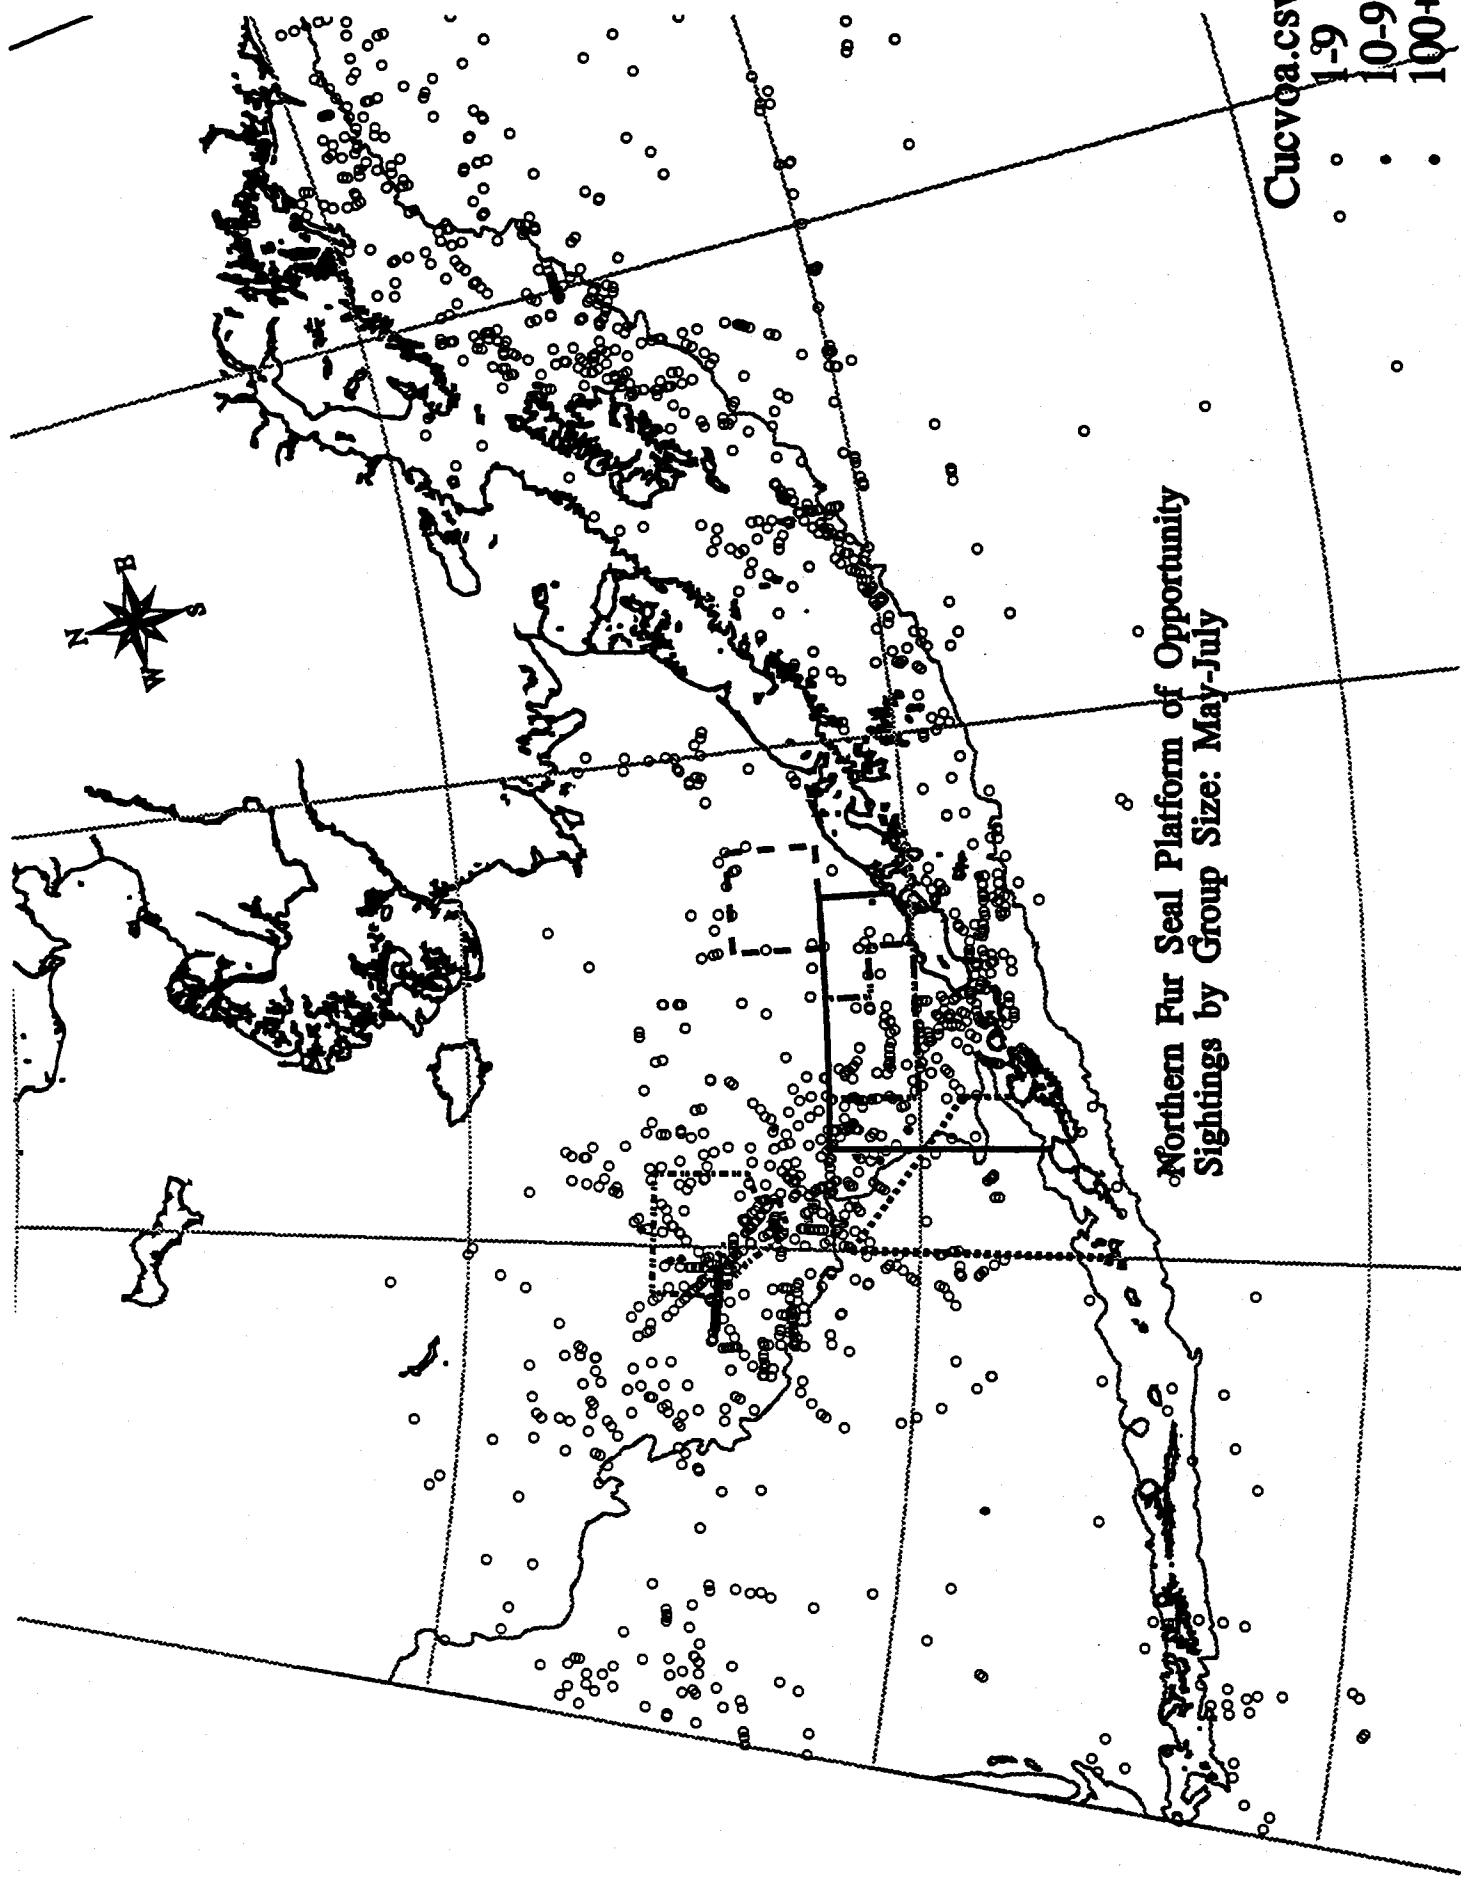 N
E
W
S
Northern Fur Seal Platform of Opportunity
Sightings by Group Size: May-July
Cucvoa.csv
1-9
10-9
100+